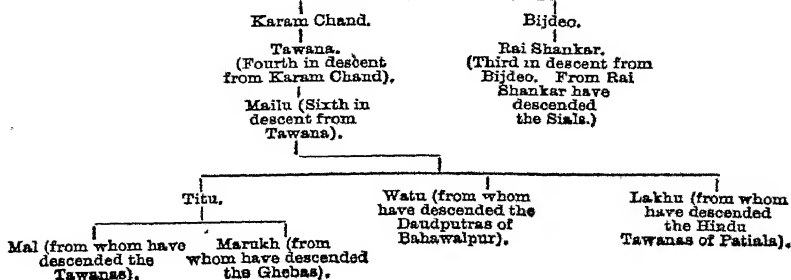 Karam Chand.
Bijdeo.
Tawana.
(Fourth in descent
from Karam Chand).
Rai Shankar.
(Third in descent from
Bijdeo. From Rai
Shankar have
descended
the Sials.)
Mailu (Sixth in
descent from
Tawana).
Titu.
Watu (from whom
have descended the
Daudputras of
Bahawalpur).
Lakhu (from whom
have descended
the Hindu
Tawanas of Patiala).
Mal (from whom have
descended the
Tawanas).
Marukh (from
whom have descended
the Ghebas).